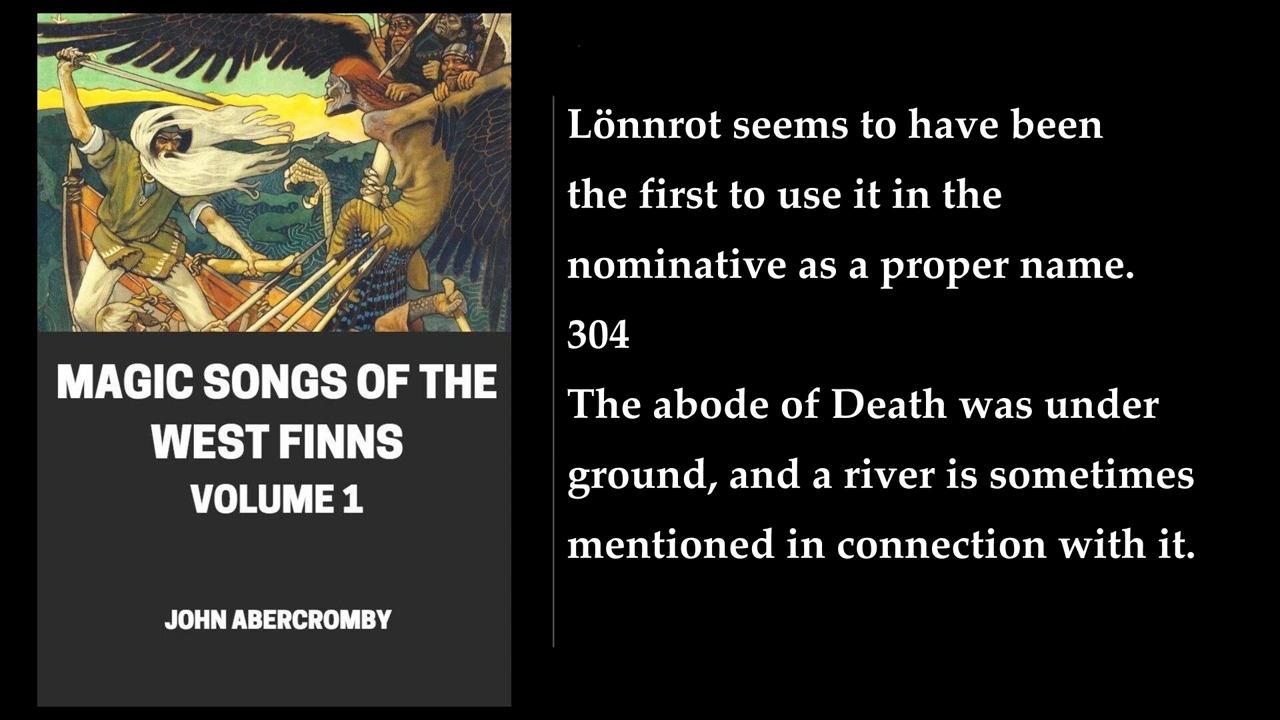 MAGIC SONGS OF THE
WEST FINNS
VOLUME 1
JOHN ABERCROMBY
Lönnrot seems to have been
the first to use it in the
nominative as a proper name.
304
The abode of Death was under
ground, and a river is sometimes
mentioned in connection with it.